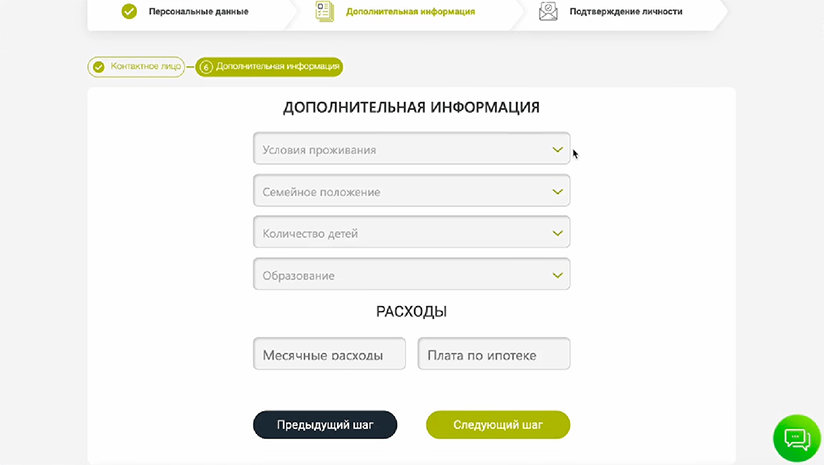 Персональные данные
Дополнительная информация
Подтверждение личности
Контактное лицо
6 Дополнительная информация
ДОПОЛНИТЕЛЬНАЯ ИНФОРМАЦИЯ
Условия проживания
Семейное положение
Количество детей
Образование
РАСХОДЫ
Месячные расходы
Плата по ипотеке
Предыдущий шаг
Следующий шаг